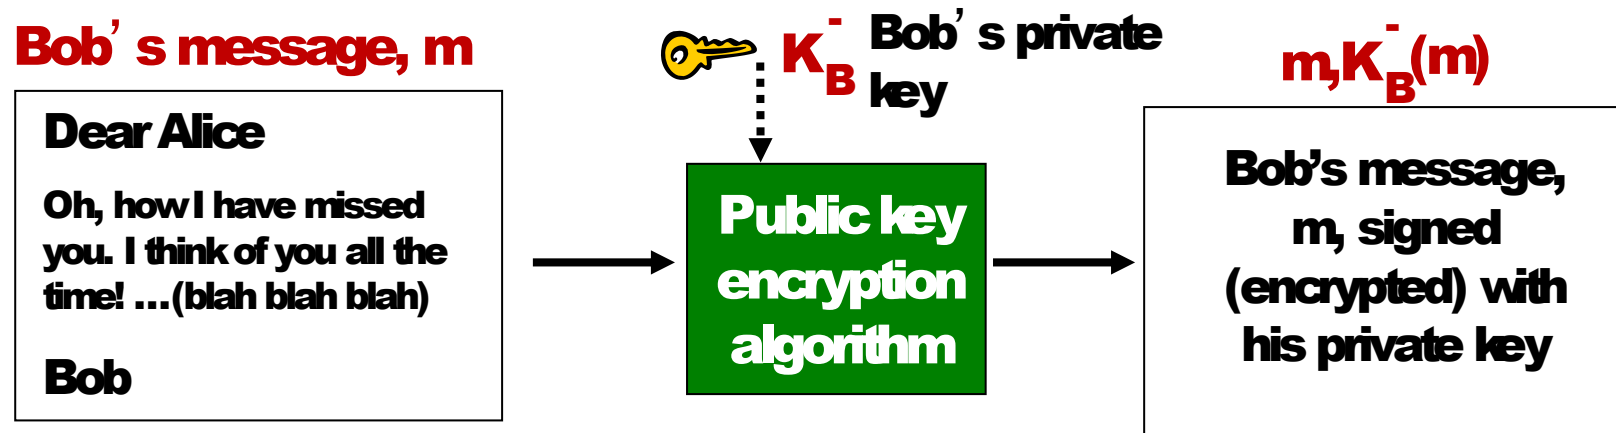 Bob’s message, m
Dear Alice
Oh, how I have missed
you. I think of you all the
time! …(blah blah blah)
Bob
K
-
B
Bob’s private
key
Public key
encryption
algorithm
m,K
-
B
(m)
Bob’s message,
m, signed
(encrypted) with
his private key